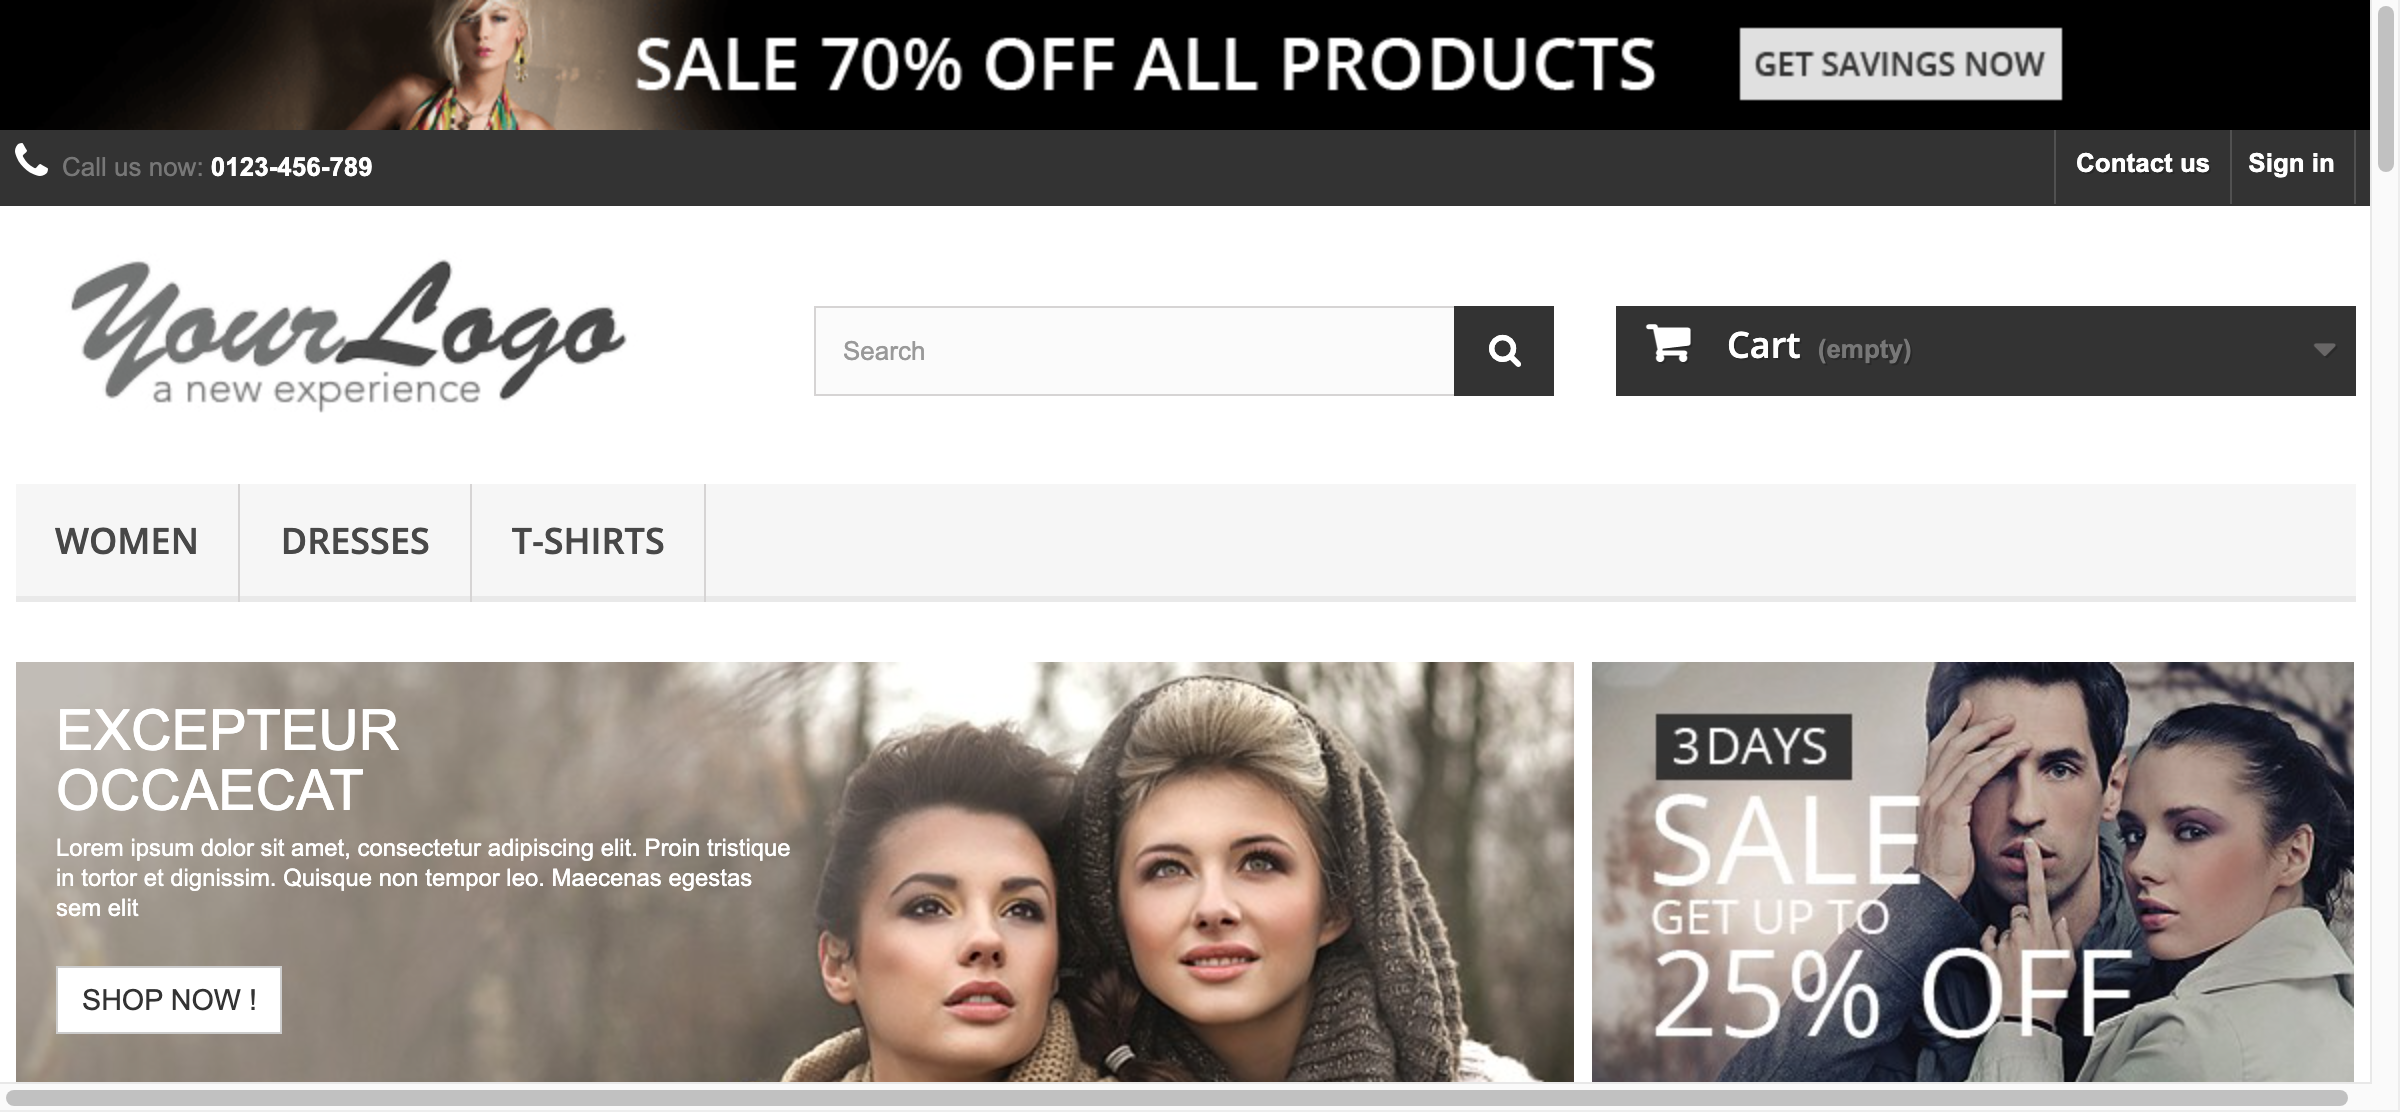 SALE 70% OFF ALL PRODUCTS
GET SAVINGS NOW
Call us now: 0123-456-789
Contact us
Sign in
YourLogo
a new experience
Search
Cart (empty)
WOMEN
DRESSES
T-SHIRTS
EXCEPTEUR
OCCAECAT
Lorem ipsum dolor sit amet, consectetur adipiscing elit. Proin tristique
in tortor et dignissim. Quisque non tempor leo. Maecenas egestas
sem elit
SHOP NOW !
3 DAYS
SALE
GET UP TO
25% OFF